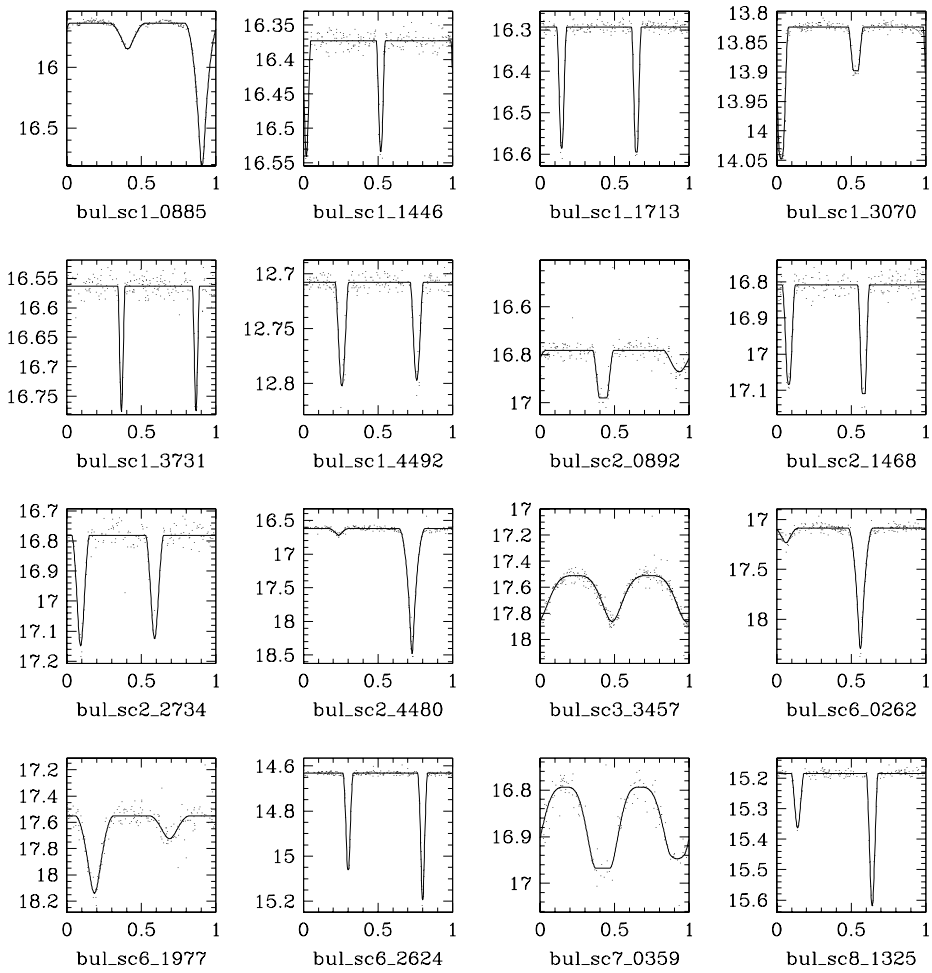 16
16.5
0 0.5 1
bul_sc1_0885
16.35
16.4
16.45
16.5
16.55
0 0.5 1
bul_sc1_1446
16.3
16.4
16.5
16.6
0 0.5 1
bul_sc1_1713
13.8
13.85
13.9
13.95
14
14.05
0 0.5 1
bul_sc1_3070
16.55
16.6
16.65
16.7
16.75
0 0.5 1
bul_sc1_3731
12.7
12.75
12.8
0 0.5 1
bul_sc1_4492
16.6
16.8
17
0 0.5 1
bul_sc2_0892
16.8
16.9
17
17.1
0 0.5 1
bul_sc2_1468
16.7
16.8
16.9
17
17.1
17.2
0 0.5 1
bul_sc2_2734
16.5
17
17.5
18
18.5
0 0.5 1
bul_sc2_4480
17
17.2
17.4
17.6
17.8
18
0 0.5 1
bul_sc3_3457
17
17.5
18
0 0.5 1
bul_sc6_0262
17.2
17.4
17.6
17.8
18
18.2
0 0.5 1
bul_sc6_1977
14.6
14.8
15
15.2
0 0.5 1
bul_sc6_2624
16.8
16.9
17
0 0.5 1
bul_sc7_0359
15.2
15.3
15.4
15.5
15.6
0 0.5 1
bul_sc8_1325